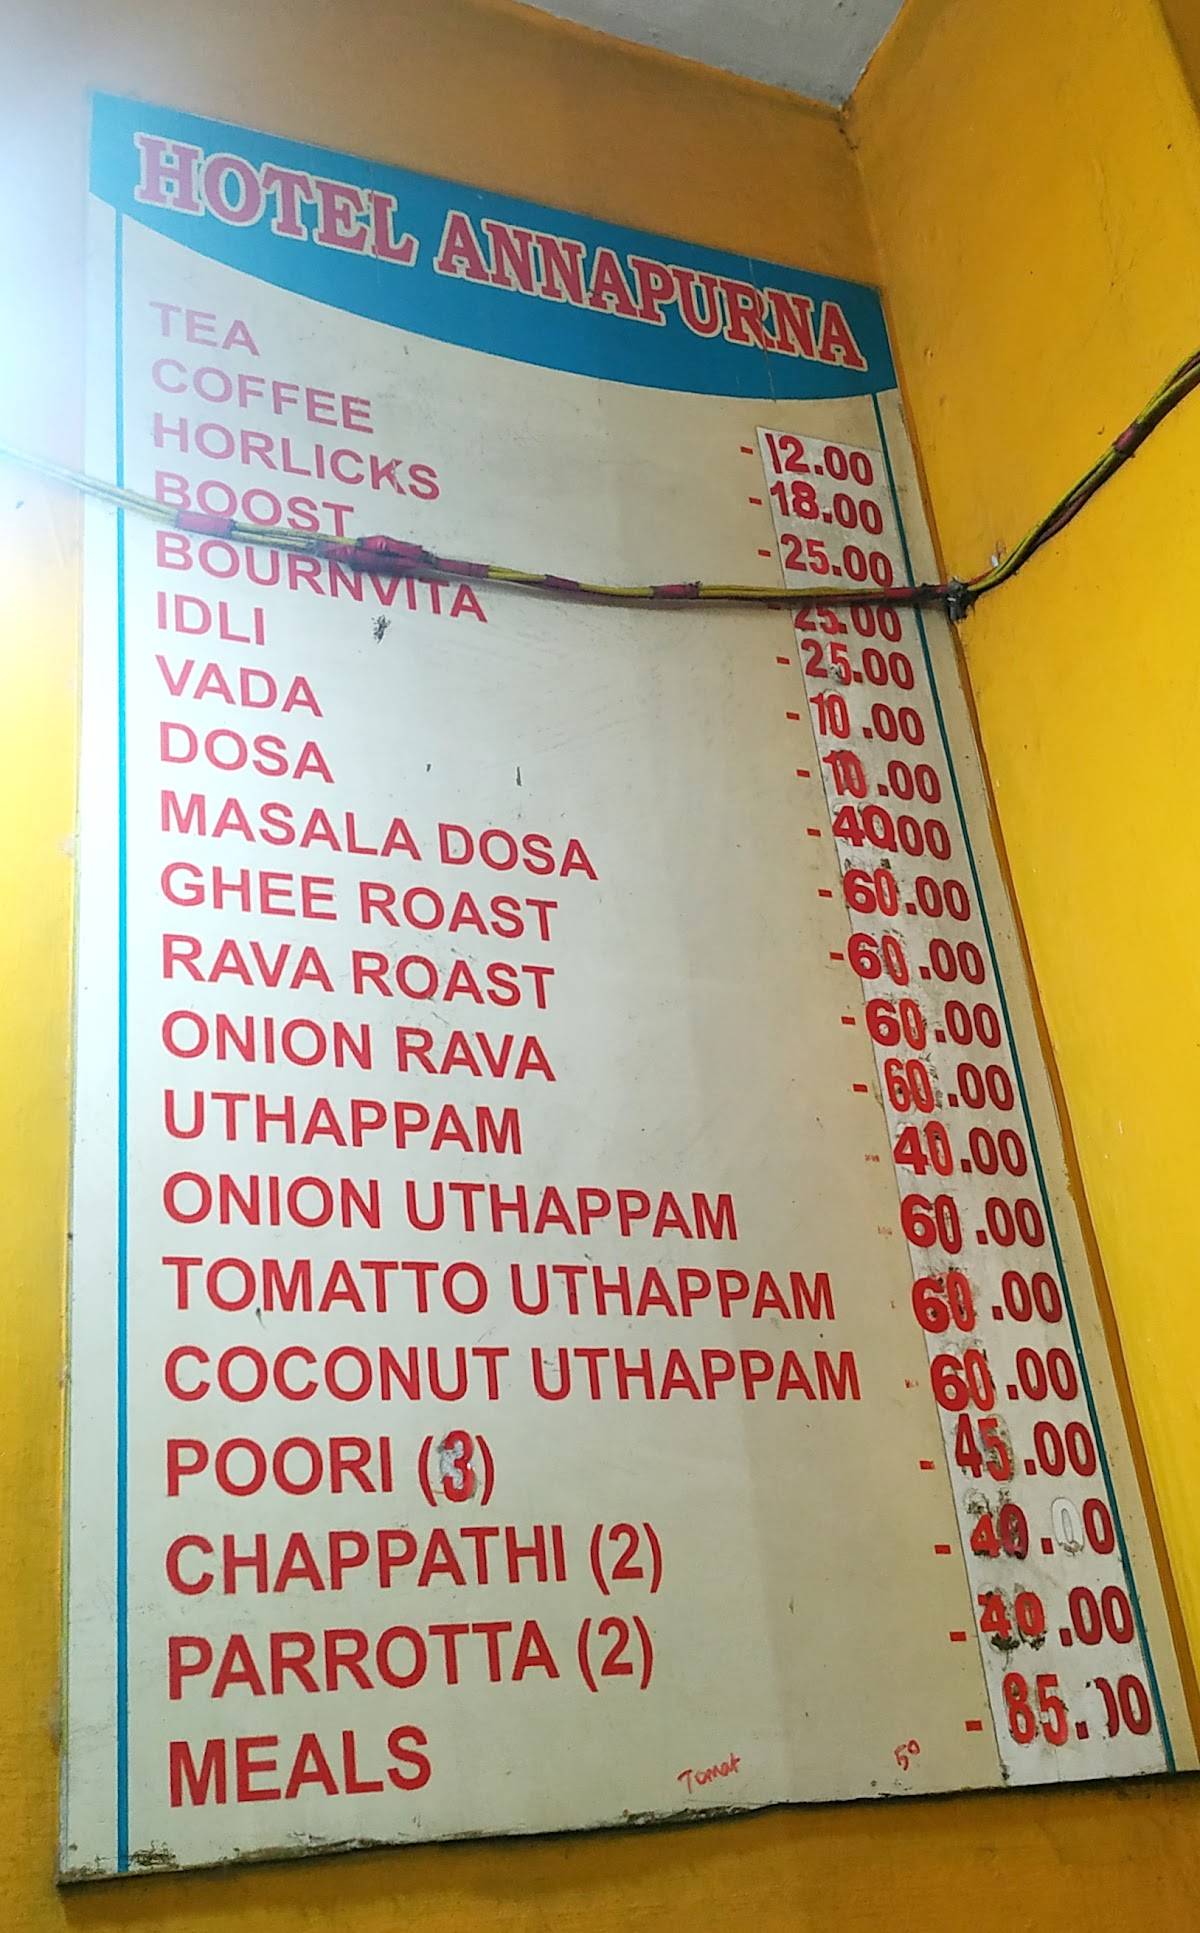 HOTEL ANNAPURNA
TEA - 12.00
COFFEE - 18.00
HORLICKS - 25.00
BOOST - 25.00
BOURNVITA - 25.00
IDLI - 10.00
VADA - 10.00
DOSA - 40.00
MASALA DOSA - 60.00
GHEE ROAST - 60.00
RAVA ROAST - 60.00
ONION RAVA - 60.00
UTHAPPAM - 40.00
ONION UTHAPPAM - 60.00
TOMATTO UTHAPPAM - 60.00
COCONUT UTHAPPAM - 60.00
POORI (3) - 45.00
CHAPPATHI (2) - 40.00
PARROTTA (2) - 40.00
MEALS - 85.00
Tomat 50